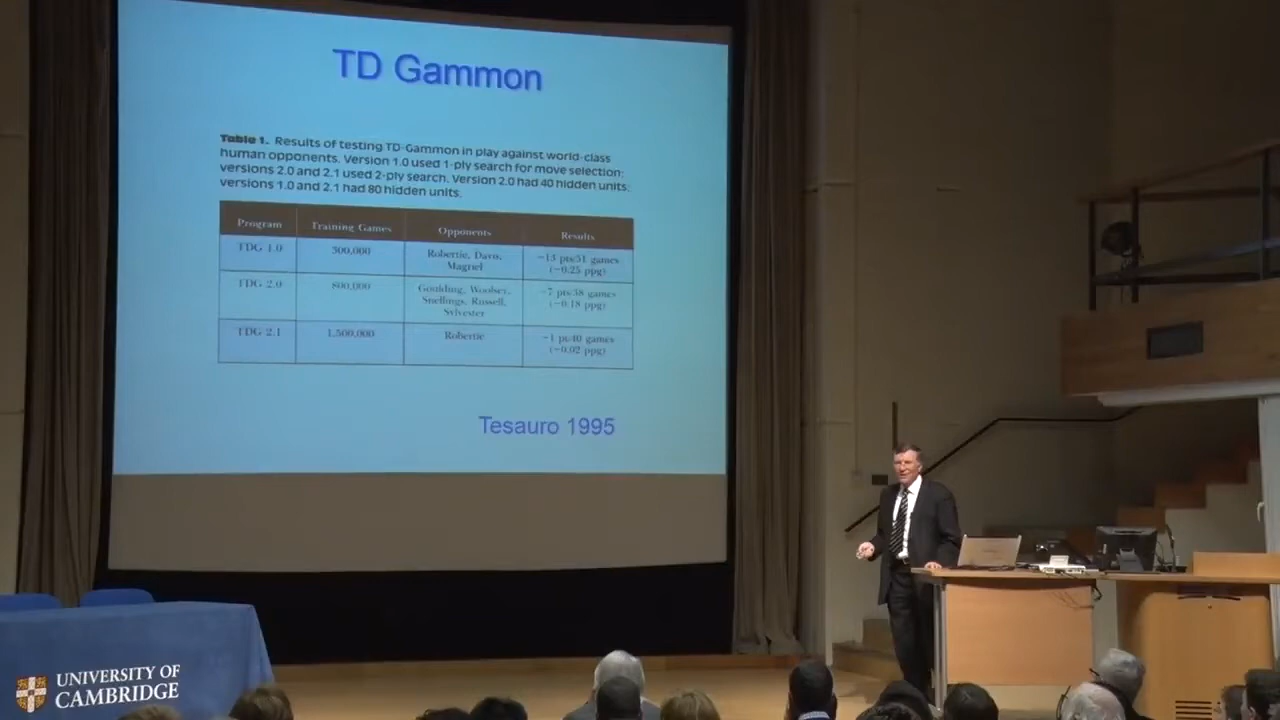 TD Gammon
Table 1. Results of testing TD-Gammon in play against world-class
human opponents. Version 1.0 used 1-ply search for move selection;
versions 2.0 and 2.1 used 2-ply search. Version 2.0 had 40 hidden units;
versions 1.0 and 2.1 had 80 hidden units.
Program Training Games Opponents Results
TDG 1.0 300,000 Robertie, Davis, Magriel −13 pts/51 games (−0.25 ppg)
TDG 2.0 800,000 Goulding, Woolsey, Snellings, Russell, Sylvester −7 pts/38 games (−0.18 ppg)
TDG 2.1 1,500,000 Robertie −1 pt/40 games (−0.02 ppg)
Tesauro 1995
UNIVERSITY OF
CAMBRIDGE